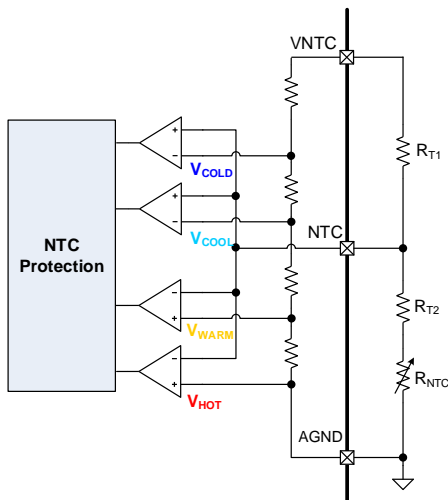 VNTC
+
-
VCOLD
RT1
+
-
VCOOL
NTC
Protection
NTC
-
+
VWARM
RT2
-
+
VHOT
RNTC
AGND